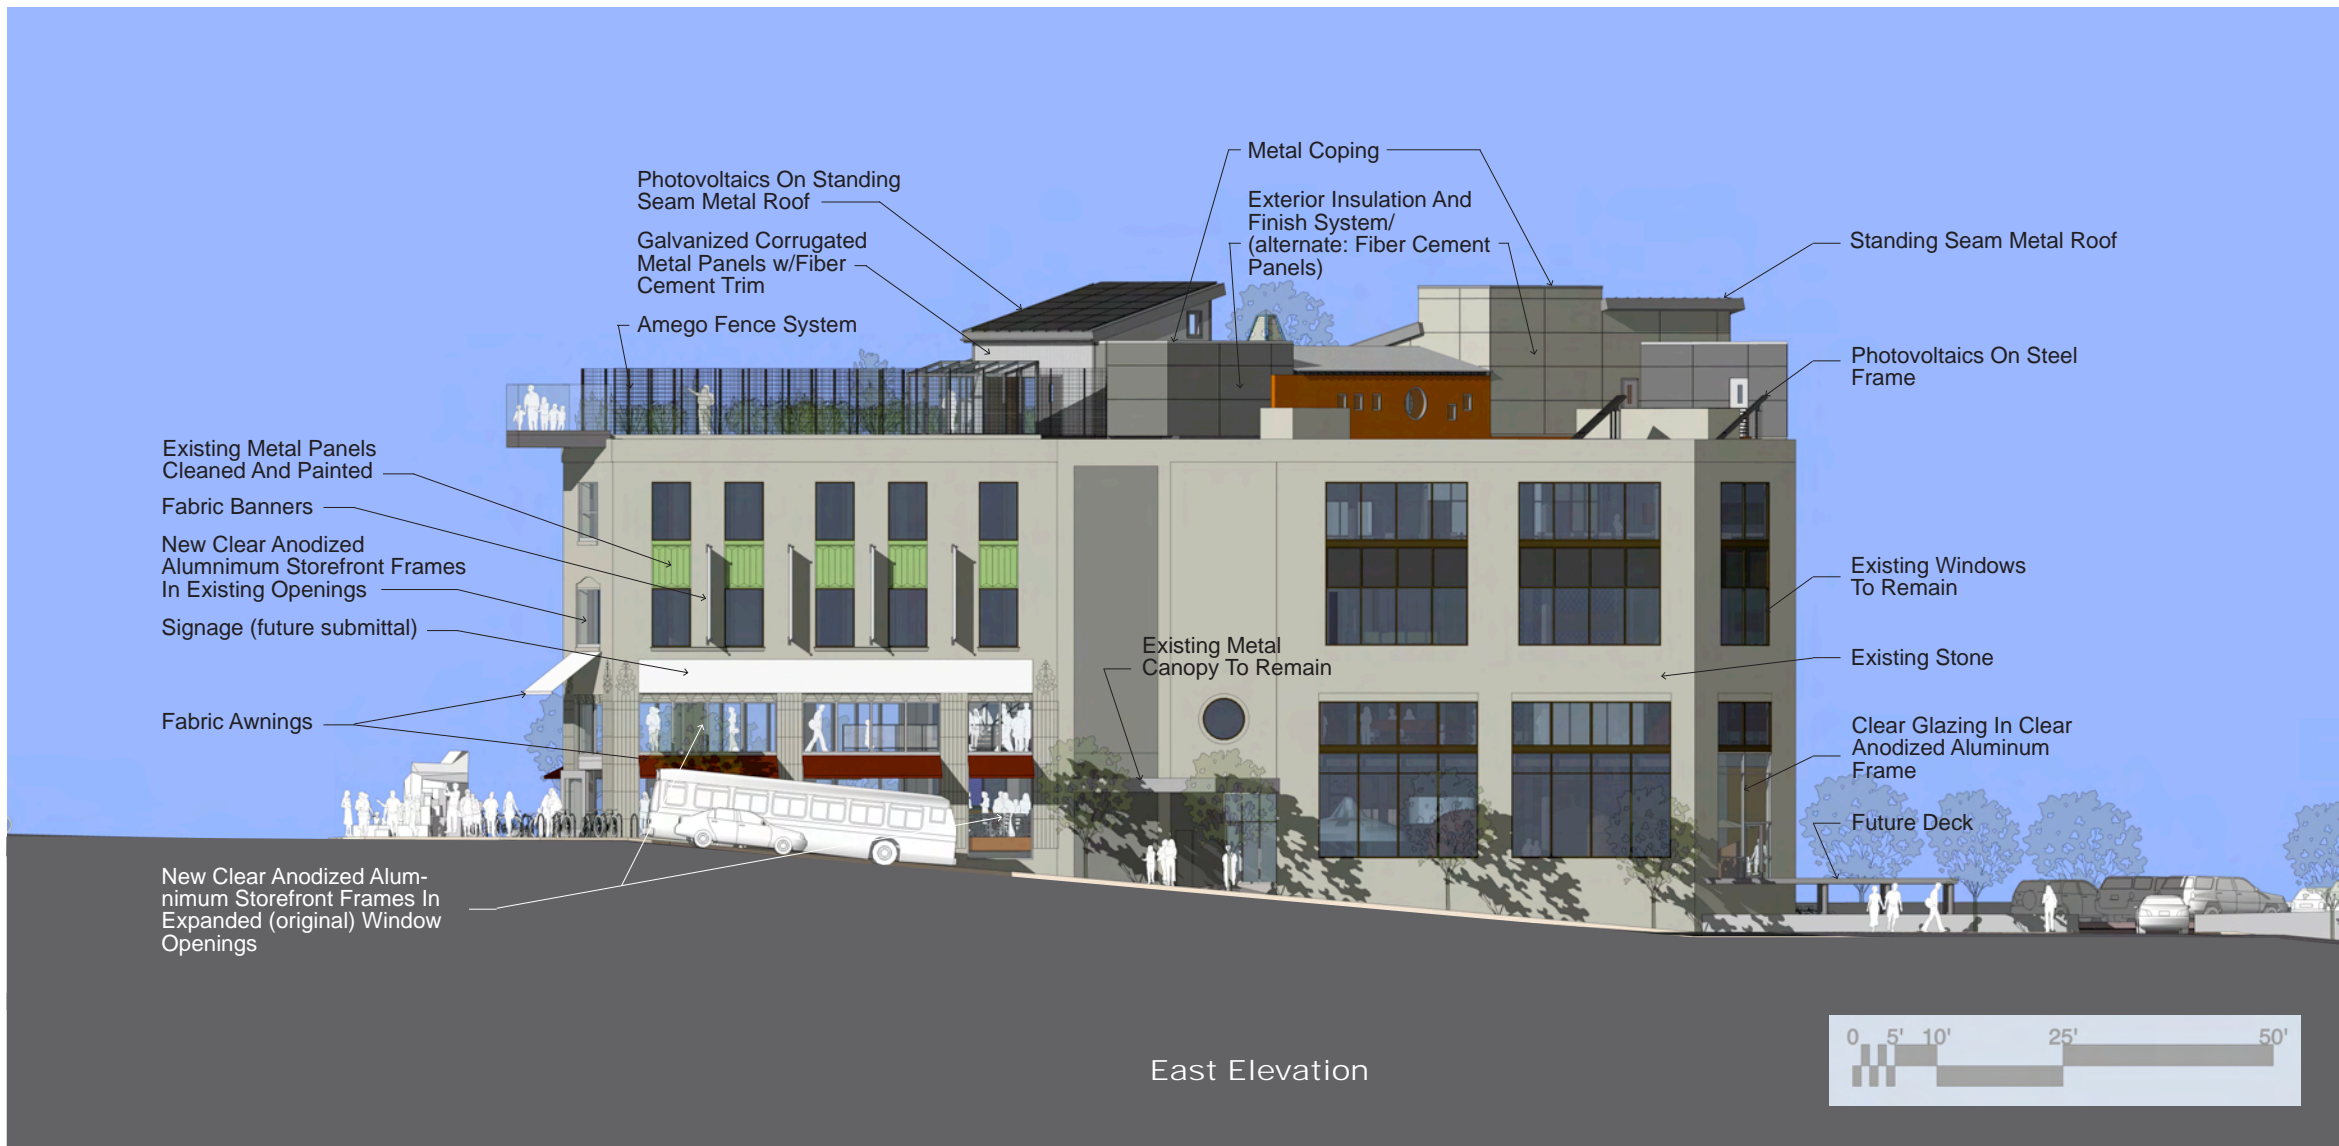 Metal Coping
Photovoltaics On Standing
Seam Metal Roof
Exterior Insulation And
Finish System/
(alternate: Fiber Cement
Panels)
Galvanized Corrugated
Metal Panels w/Fiber
Cement Trim
Standing Seam Metal Roof
Amego Fence System
Photovoltaics On Steel
Frame
Existing Metal Panels
Cleaned And Painted
Fabric Banners
New Clear Anodized
Alumnimum Storefront Frames
In Existing Openings
Existing Windows
To Remain
Signage (future submittal)
Existing Metal
Canopy To Remain
Existing Stone
Fabric Awnings
Clear Glazing In Clear
Anodized Aluminum
Frame
Future Deck
New Clear Anodized Alum-
nimum Storefront Frames In
Expanded (original) Window
Openings
0 5' 10' 25' 50'
East Elevation